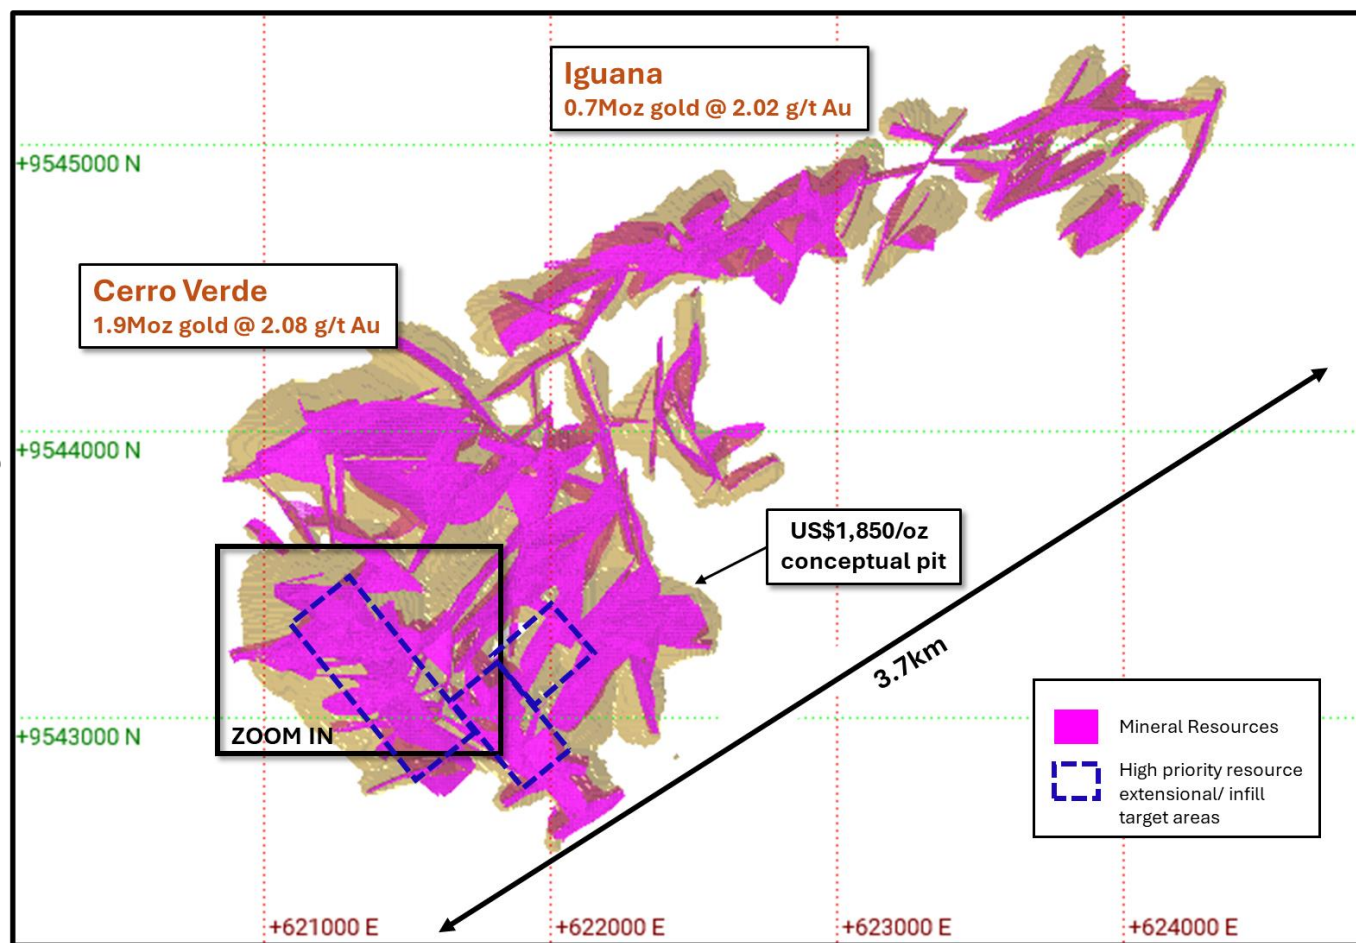 Iguana
0.7Moz gold @ 2.02 g/t Au
+9545000 N
Cerro Verde
1.9Moz gold @ 2.08 g/t Au
+9544000 N
US$1,850/oz
conceptual pit
3.7km
ZOOM IN
+9543000 N
Mineral Resources
High priority resource
extensional/ infill
target areas
+621000 E
+622000 E
+623000 E
+624000 E